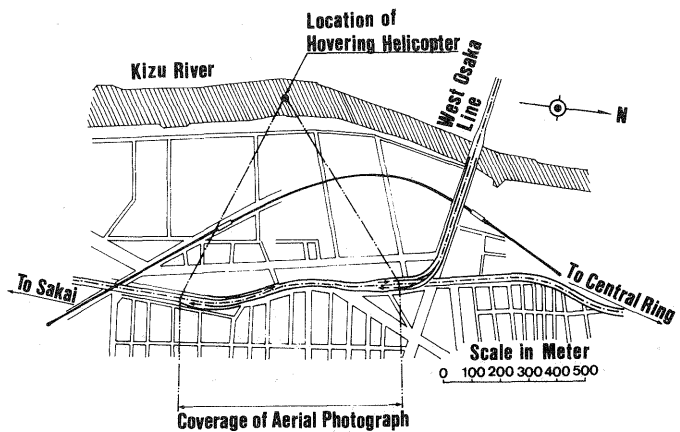 Location of
Hovering Helicopter
Kizu River
West Osaka
Line
N
To Sakai
To Central Ring
Scale in Meter
0 100 200 300 400 500
Coverage of Aerial Photograph